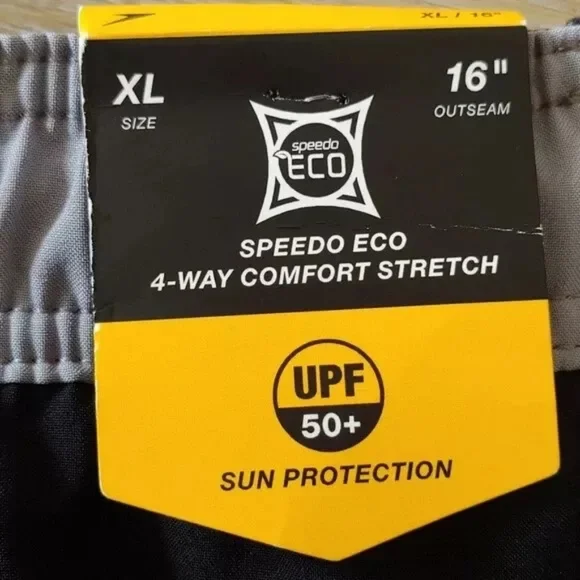 XL / 16"
XL
SIZE
16"
OUTSEAM
speedo
ECO
SPEEDO ECO
4-WAY COMFORT STRETCH
UPF
50+
SUN PROTECTION